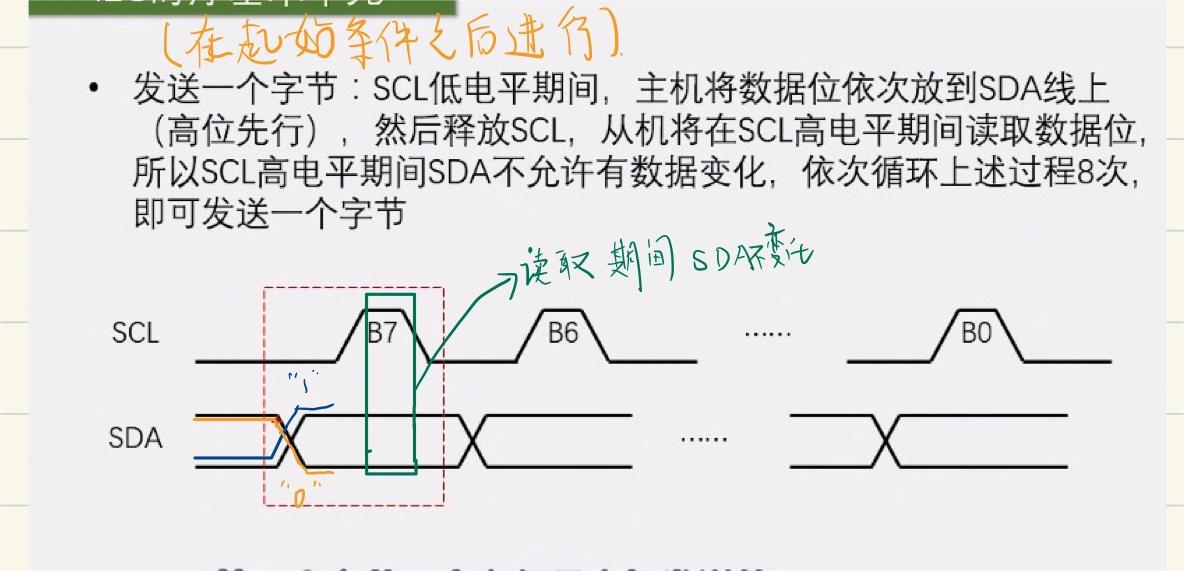 (在起始条件之后进行).
• 发送一个字节：SCL低电平期间，主机将数据位依次放到SDA线上
（高位先行），然后释放SCL，从机将在SCL高电平期间读取数据位，
所以SCL高电平期间SDA不允许有数据变化，依次循环上述过程8次，
即可发送一个字节
读取期间SDA不变化
SCL B7 B6 …… B0
"1"
SDA ……
"0"